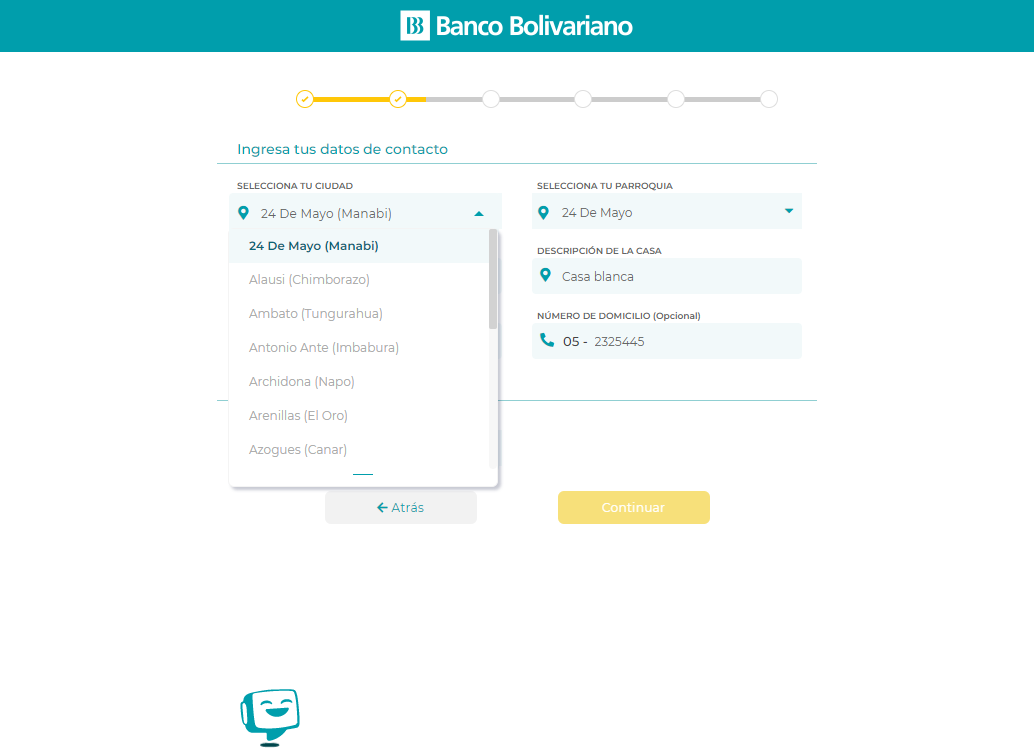 Banco Bolivariano
Ingresa tus datos de contacto
SELECCIONA TU CIUDAD
24 De Mayo (Manabi)
24 De Mayo (Manabi)
Alausi (Chimborazo)
Ambato (Tungurahua)
Antonio Ante (Imbabura)
Archidona (Napo)
Arenillas (El Oro)
Azogues (Canar)
SELECCIONA TU PARROQUIA
24 De Mayo
DESCRIPCIÓN DE LA CASA
Casa blanca
NÚMERO DE DOMICILIO (Opcional)
05 - 2325445
Atrás
Continuar